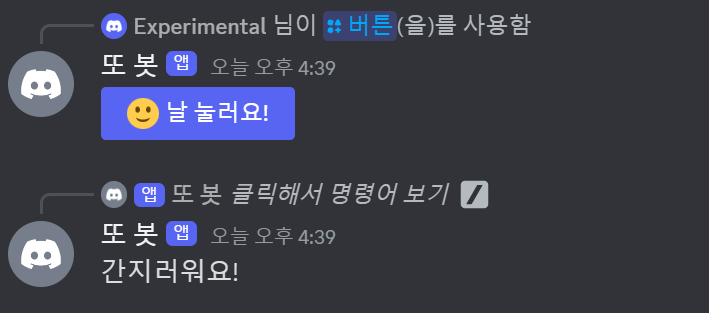 Experimental 님이 버튼(을)를 사용함
또 봇 앱 오늘 오후 4:39
날 눌러요!
앱 또 봇 클릭해서 명령어 보기
또 봇 앱 오늘 오후 4:39
간지러워요!